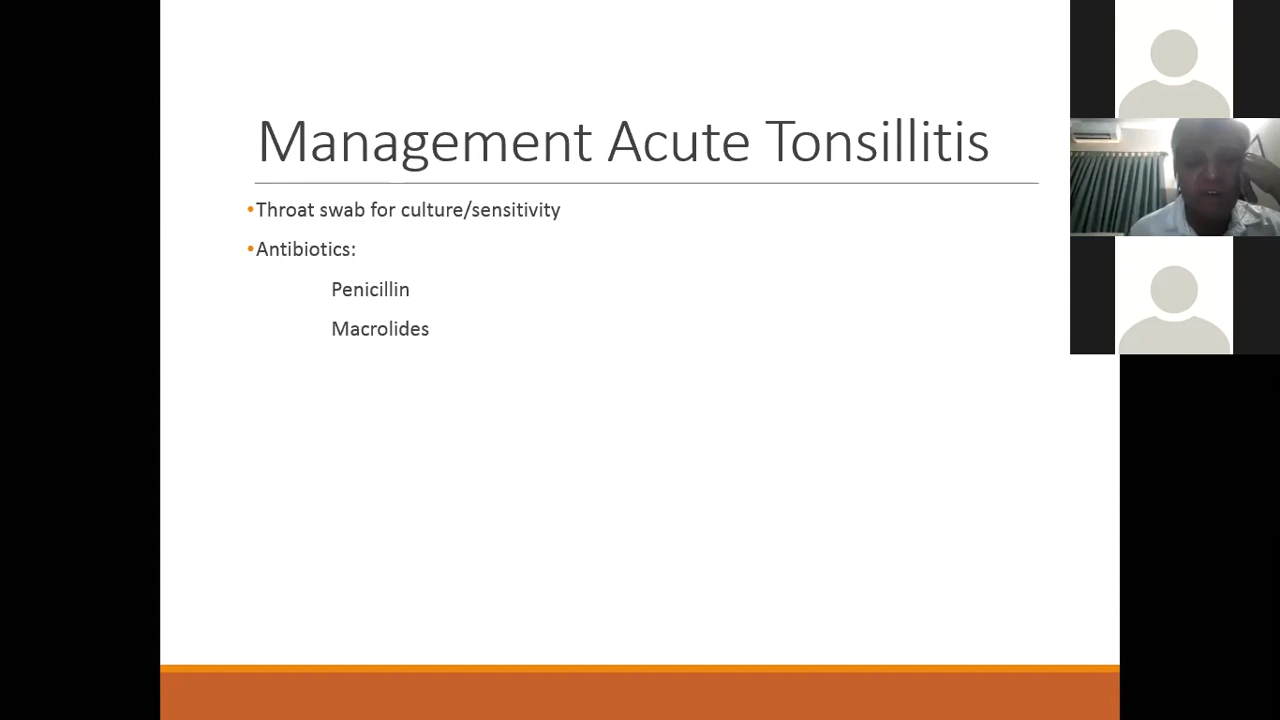 Management Acute Tonsillitis
•Throat swab for culture/sensitivity
•Antibiotics:
Penicillin
Macrolides